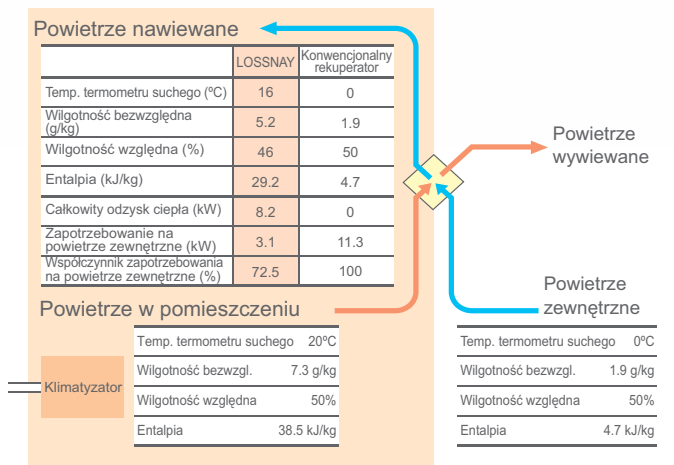 Powietrze nawiewane
LOSSNAY
Konwencjonalny
rekuperator
Temp. termometru suchego (ºC) 16 0
Wilgotność bezwzględna
(g/kg) 5.2 1.9
Wilgotność względna (%) 46 50
Entalpia (kJ/kg) 29.2 4.7
Całkowity odzysk ciepła (kW) 8.2 0
Zapotrzebowanie na
powietrze zewnętrzne (kW) 3.1 11.3
Współczynnik zapotrzebowania
na powietrze zewnętrzne (%) 72.5 100
Powietrze
wywiewane
Powietrze w pomieszczeniu
Powietrze
zewnętrzne
Klimatyzator
Temp. termometru suchego 20ºC
Wilgotność bezwzgl. 7.3 g/kg
Wilgotność względna 50%
Entalpia 38.5 kJ/kg
Temp. termometru suchego 0ºC
Wilgotność bezwzgl. 1.9 g/kg
Wilgotność względna 50%
Entalpia 4.7 kJ/kg